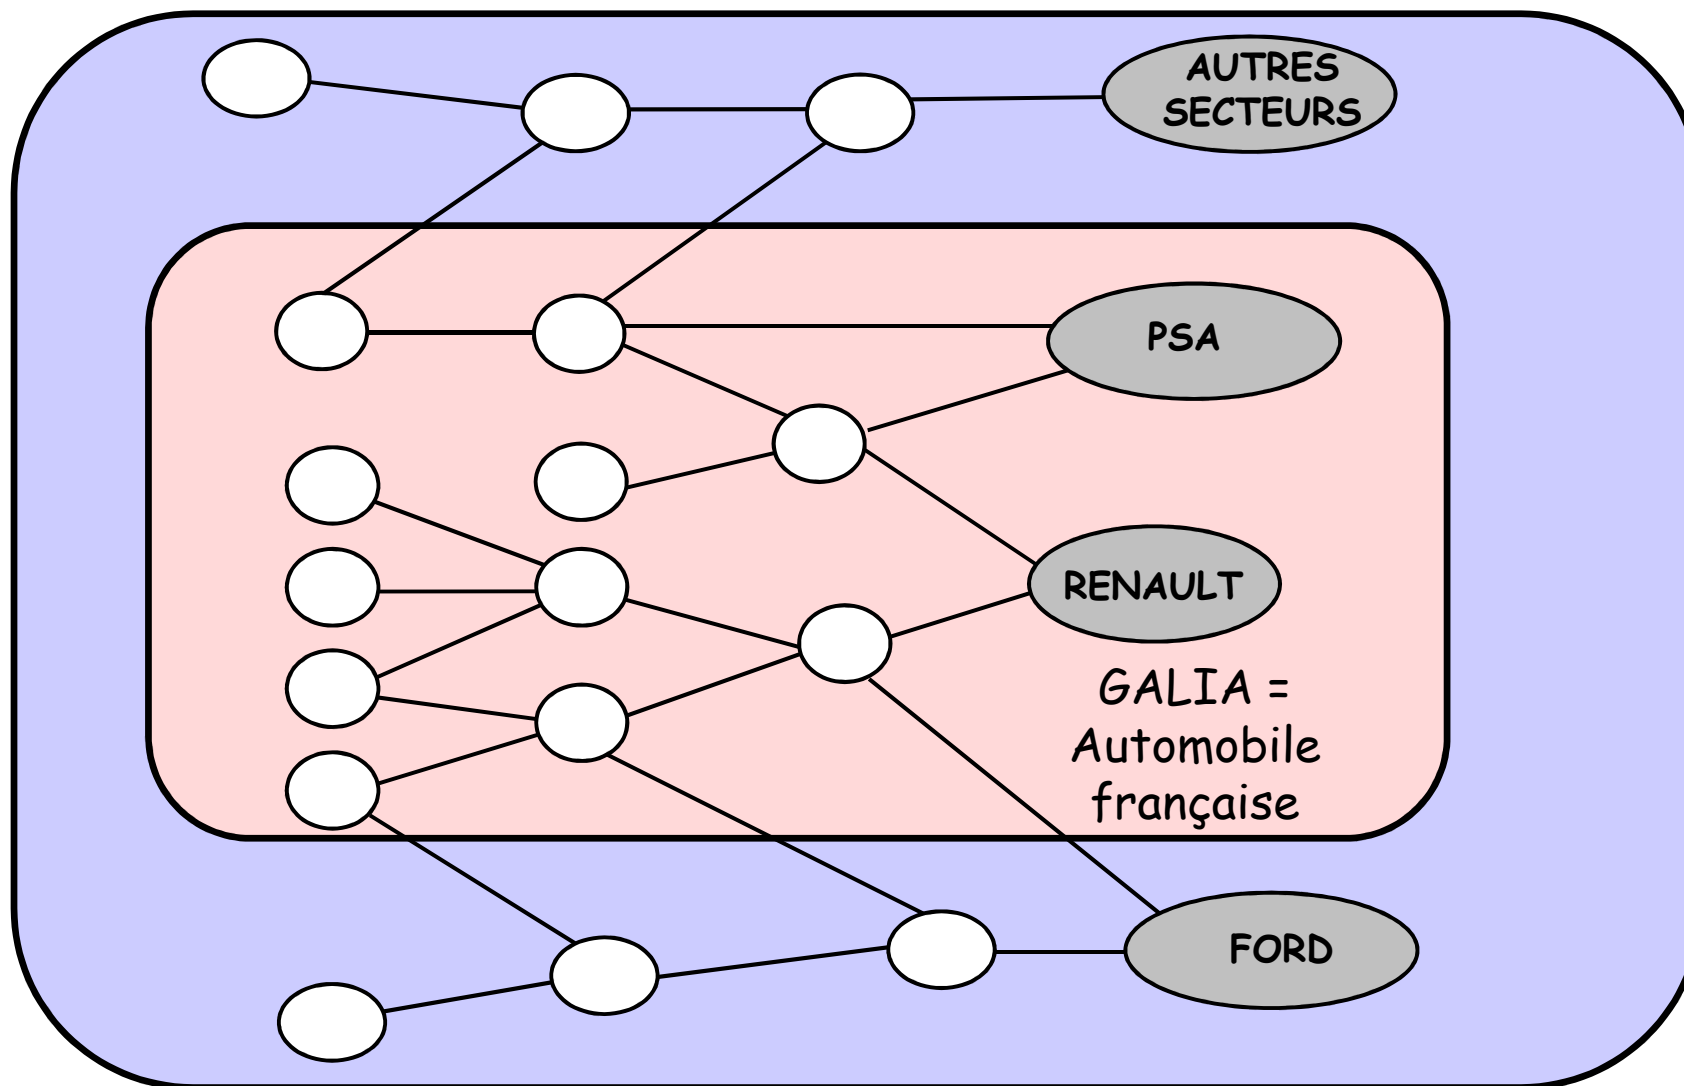 AUTRES
SECTEURS
PSA
RENAULT
GALIA =
Automobile
française
FORD